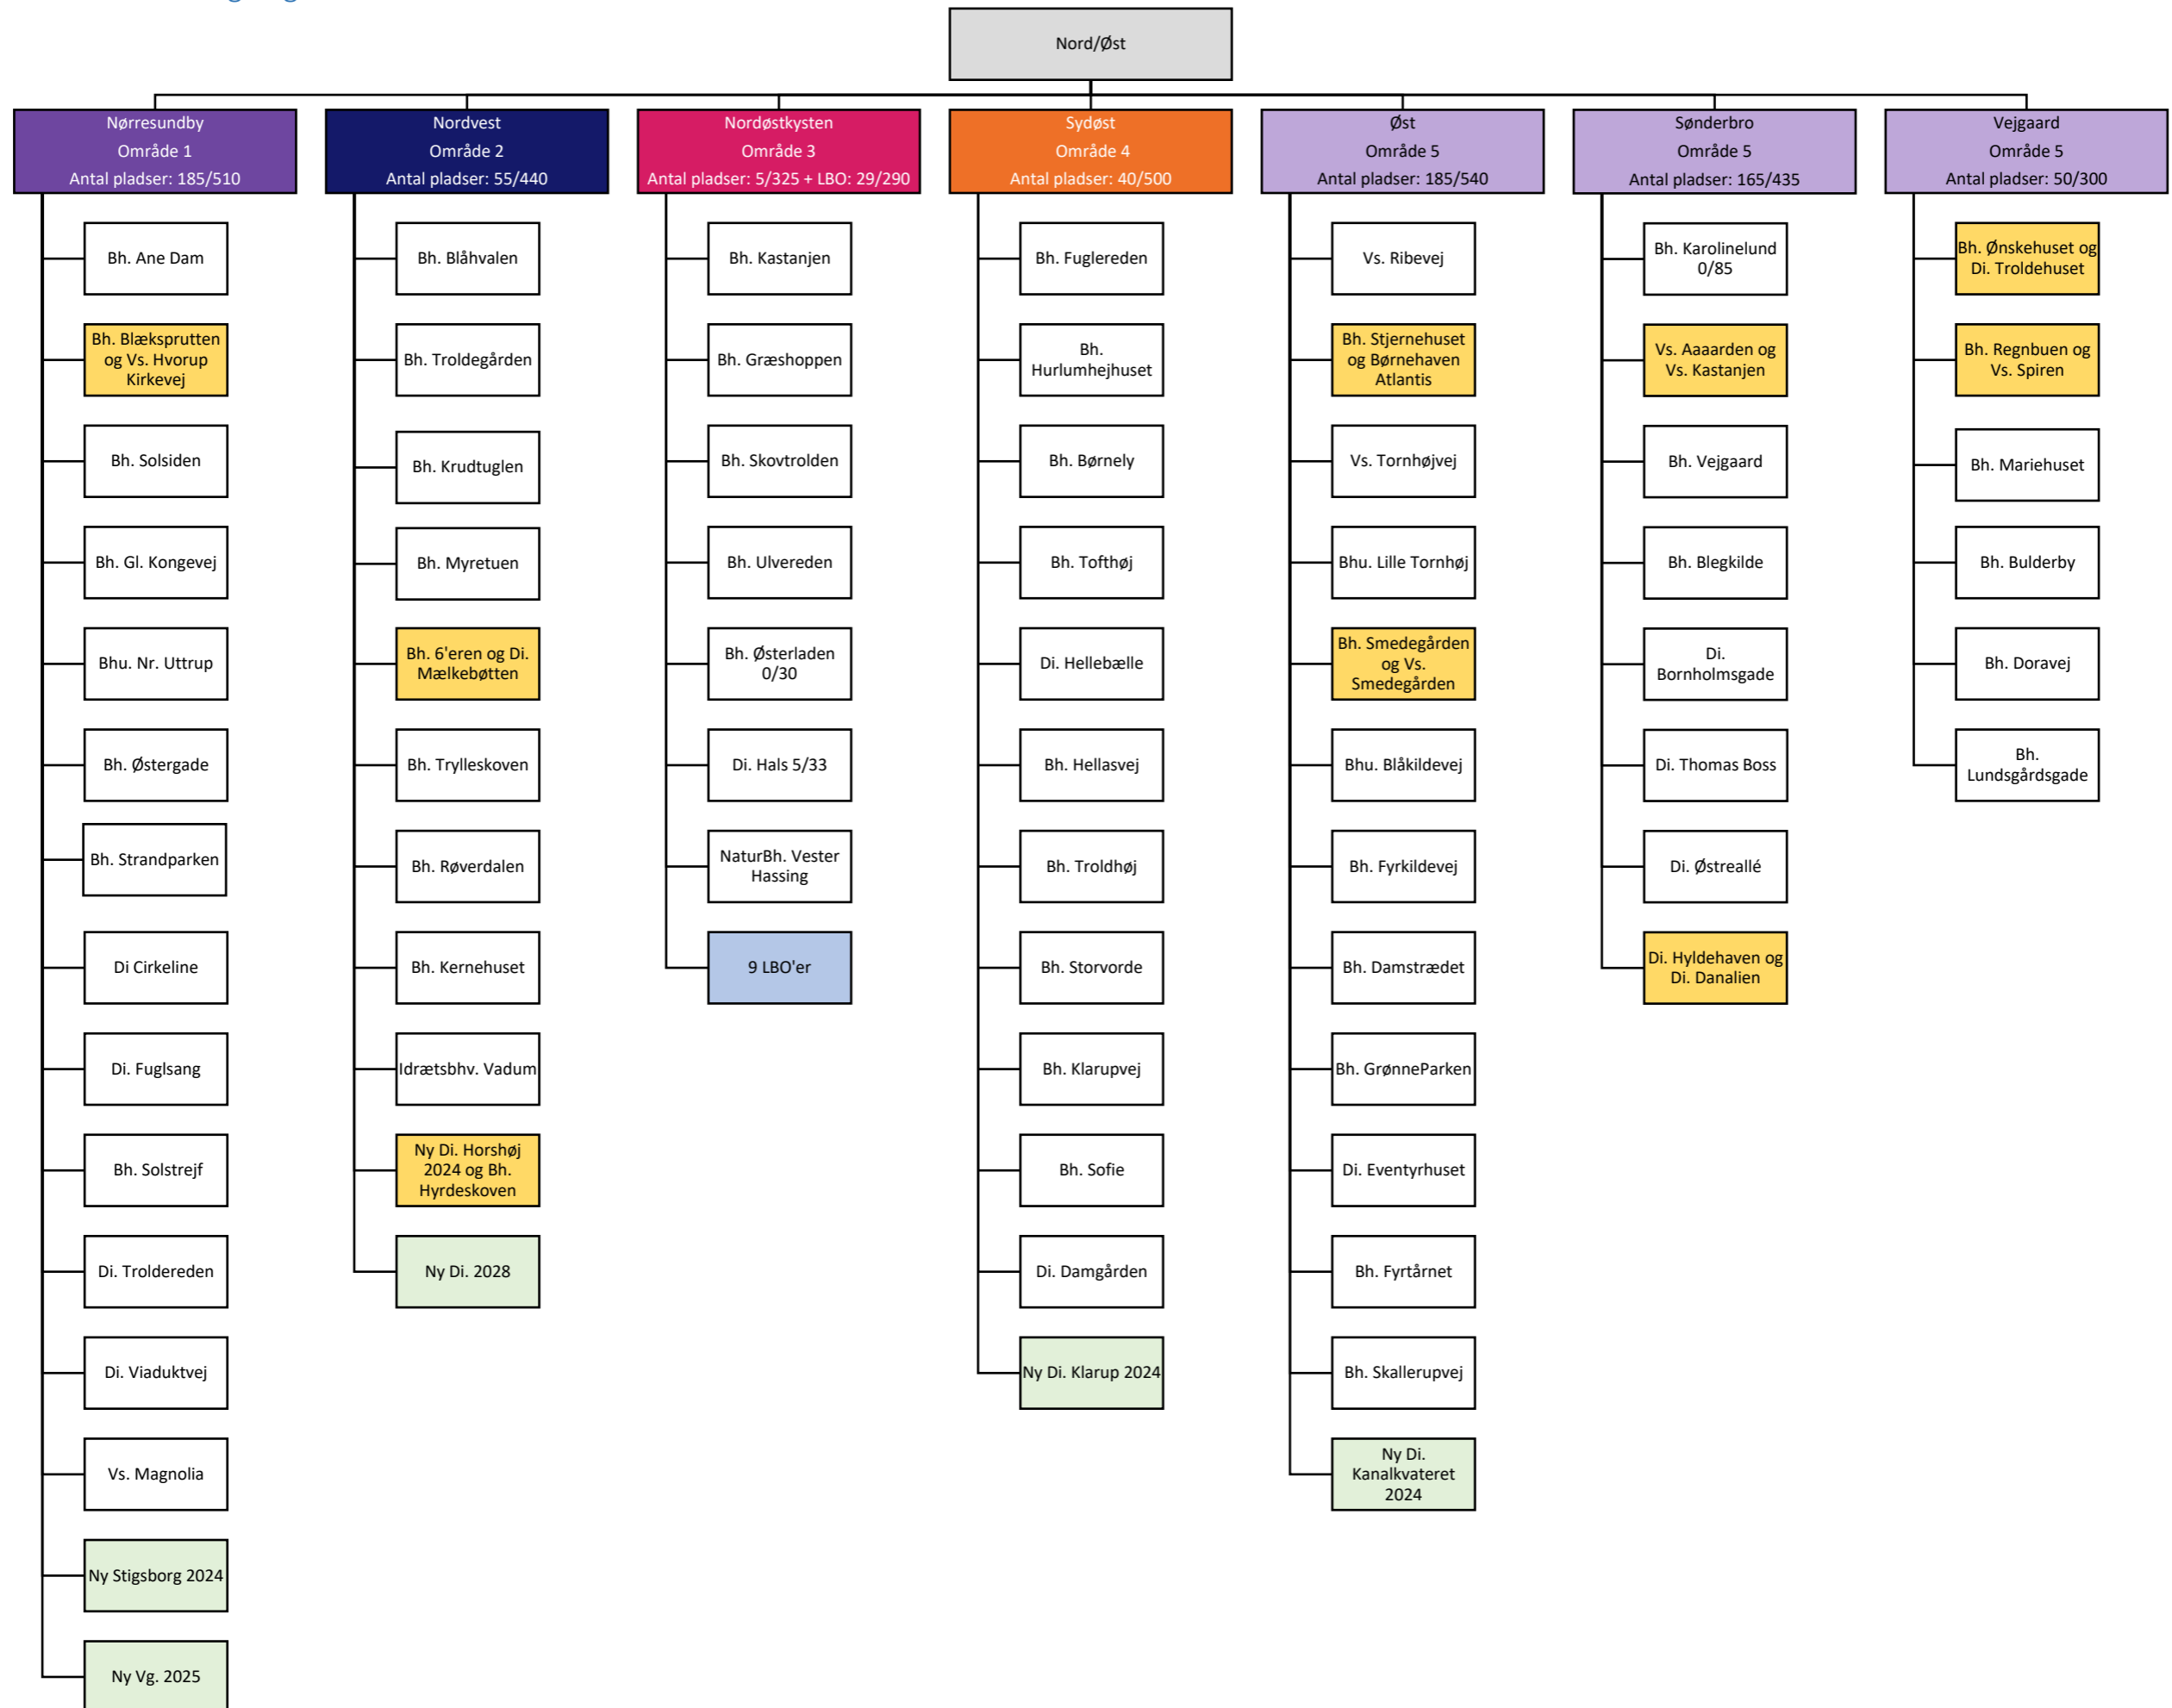 Nord/Øst
Nørresundby
Område 1
Antal pladser: 185/510
Bh. Ane Dam
Bh. Blæksprutten
og Vs. Hvorup
Kirkevej
Bh. Solsiden
Bh. Gl. Kongevej
Bhu. Nr. Uttrup
Bh. Østergade
Bh. Strandparken
Di Cirkeline
Di. Fuglsang
Bh. Solstrejf
Di. Troldereden
Di. Viaduktvej
Vs. Magnolia
Ny Stigsborg 2024
Ny Vg. 2025
Nordvest
Område 2
Antal pladser: 55/440
Bh. Blåhvalen
Bh. Troldegården
Bh. Krudtuglen
Bh. Myretuen
Bh. 6'eren og Di.
Mælkebøtten
Bh. Trylleskoven
Bh. Røverdalen
Bh. Kernehuset
Idrætsbhv. Vadum
Ny Di. Horshøj
2024 og Bh.
Hyrdeskoven
Ny Di. 2028
Nordøstkysten
Område 3
Antal pladser: 5/325 + LBO: 29/290
Bh. Kastanjen
Bh. Græshoppen
Bh. Skovtrolden
Bh. Ulvereden
Bh. Østerladen
0/30
Di. Hals 5/33
NaturBh. Vester
Hassing
9 LBO'er
Sydøst
Område 4
Antal pladser: 40/500
Bh. Fuglereden
Bh.
Hurlumhejhuset
Bh. Børnely
Bh. Tofthøj
Di. Hellebælle
Bh. Hellasvej
Bh. Troldhøj
Bh. Storvorde
Bh. Klarupvej
Bh. Sofie
Di. Damgården
Ny Di. Klarup 2024
Øst
Område 5
Antal pladser: 185/540
Vs. Ribevej
Bh. Stjernehuset
og Børnehaven
Atlantis
Vs. Tornhøjvej
Bhu. Lille Tornhøj
Bh. Smedegården
og Vs.
Smedegården
Bhu. Blåkildevej
Bh. Fyrkildevej
Bh. Damstrædet
Bh. GrønneParken
Di. Eventyrhuset
Bh. Fyrtårnet
Bh. Skallerupvej
Ny Di.
Kanalkvateret
2024
Sønderbro
Område 5
Antal pladser: 165/435
Bh. Karolinelund
0/85
Vs. Aaaarden og
Vs. Kastanjen
Bh. Vejgaard
Bh. Blegkilde
Di.
Bornholmsgade
Di. Thomas Boss
Di. Østreallé
Di. Hyldehaven og
Di. Danalien
Vejgaard
Område 5
Antal pladser: 50/300
Bh. Ønskehuset og
Di. Troldehuset
Bh. Regnbuen og
Vs. Spiren
Bh. Mariehuset
Bh. Bulderby
Bh. Doravej
Bh.
Lundsgårdsgade